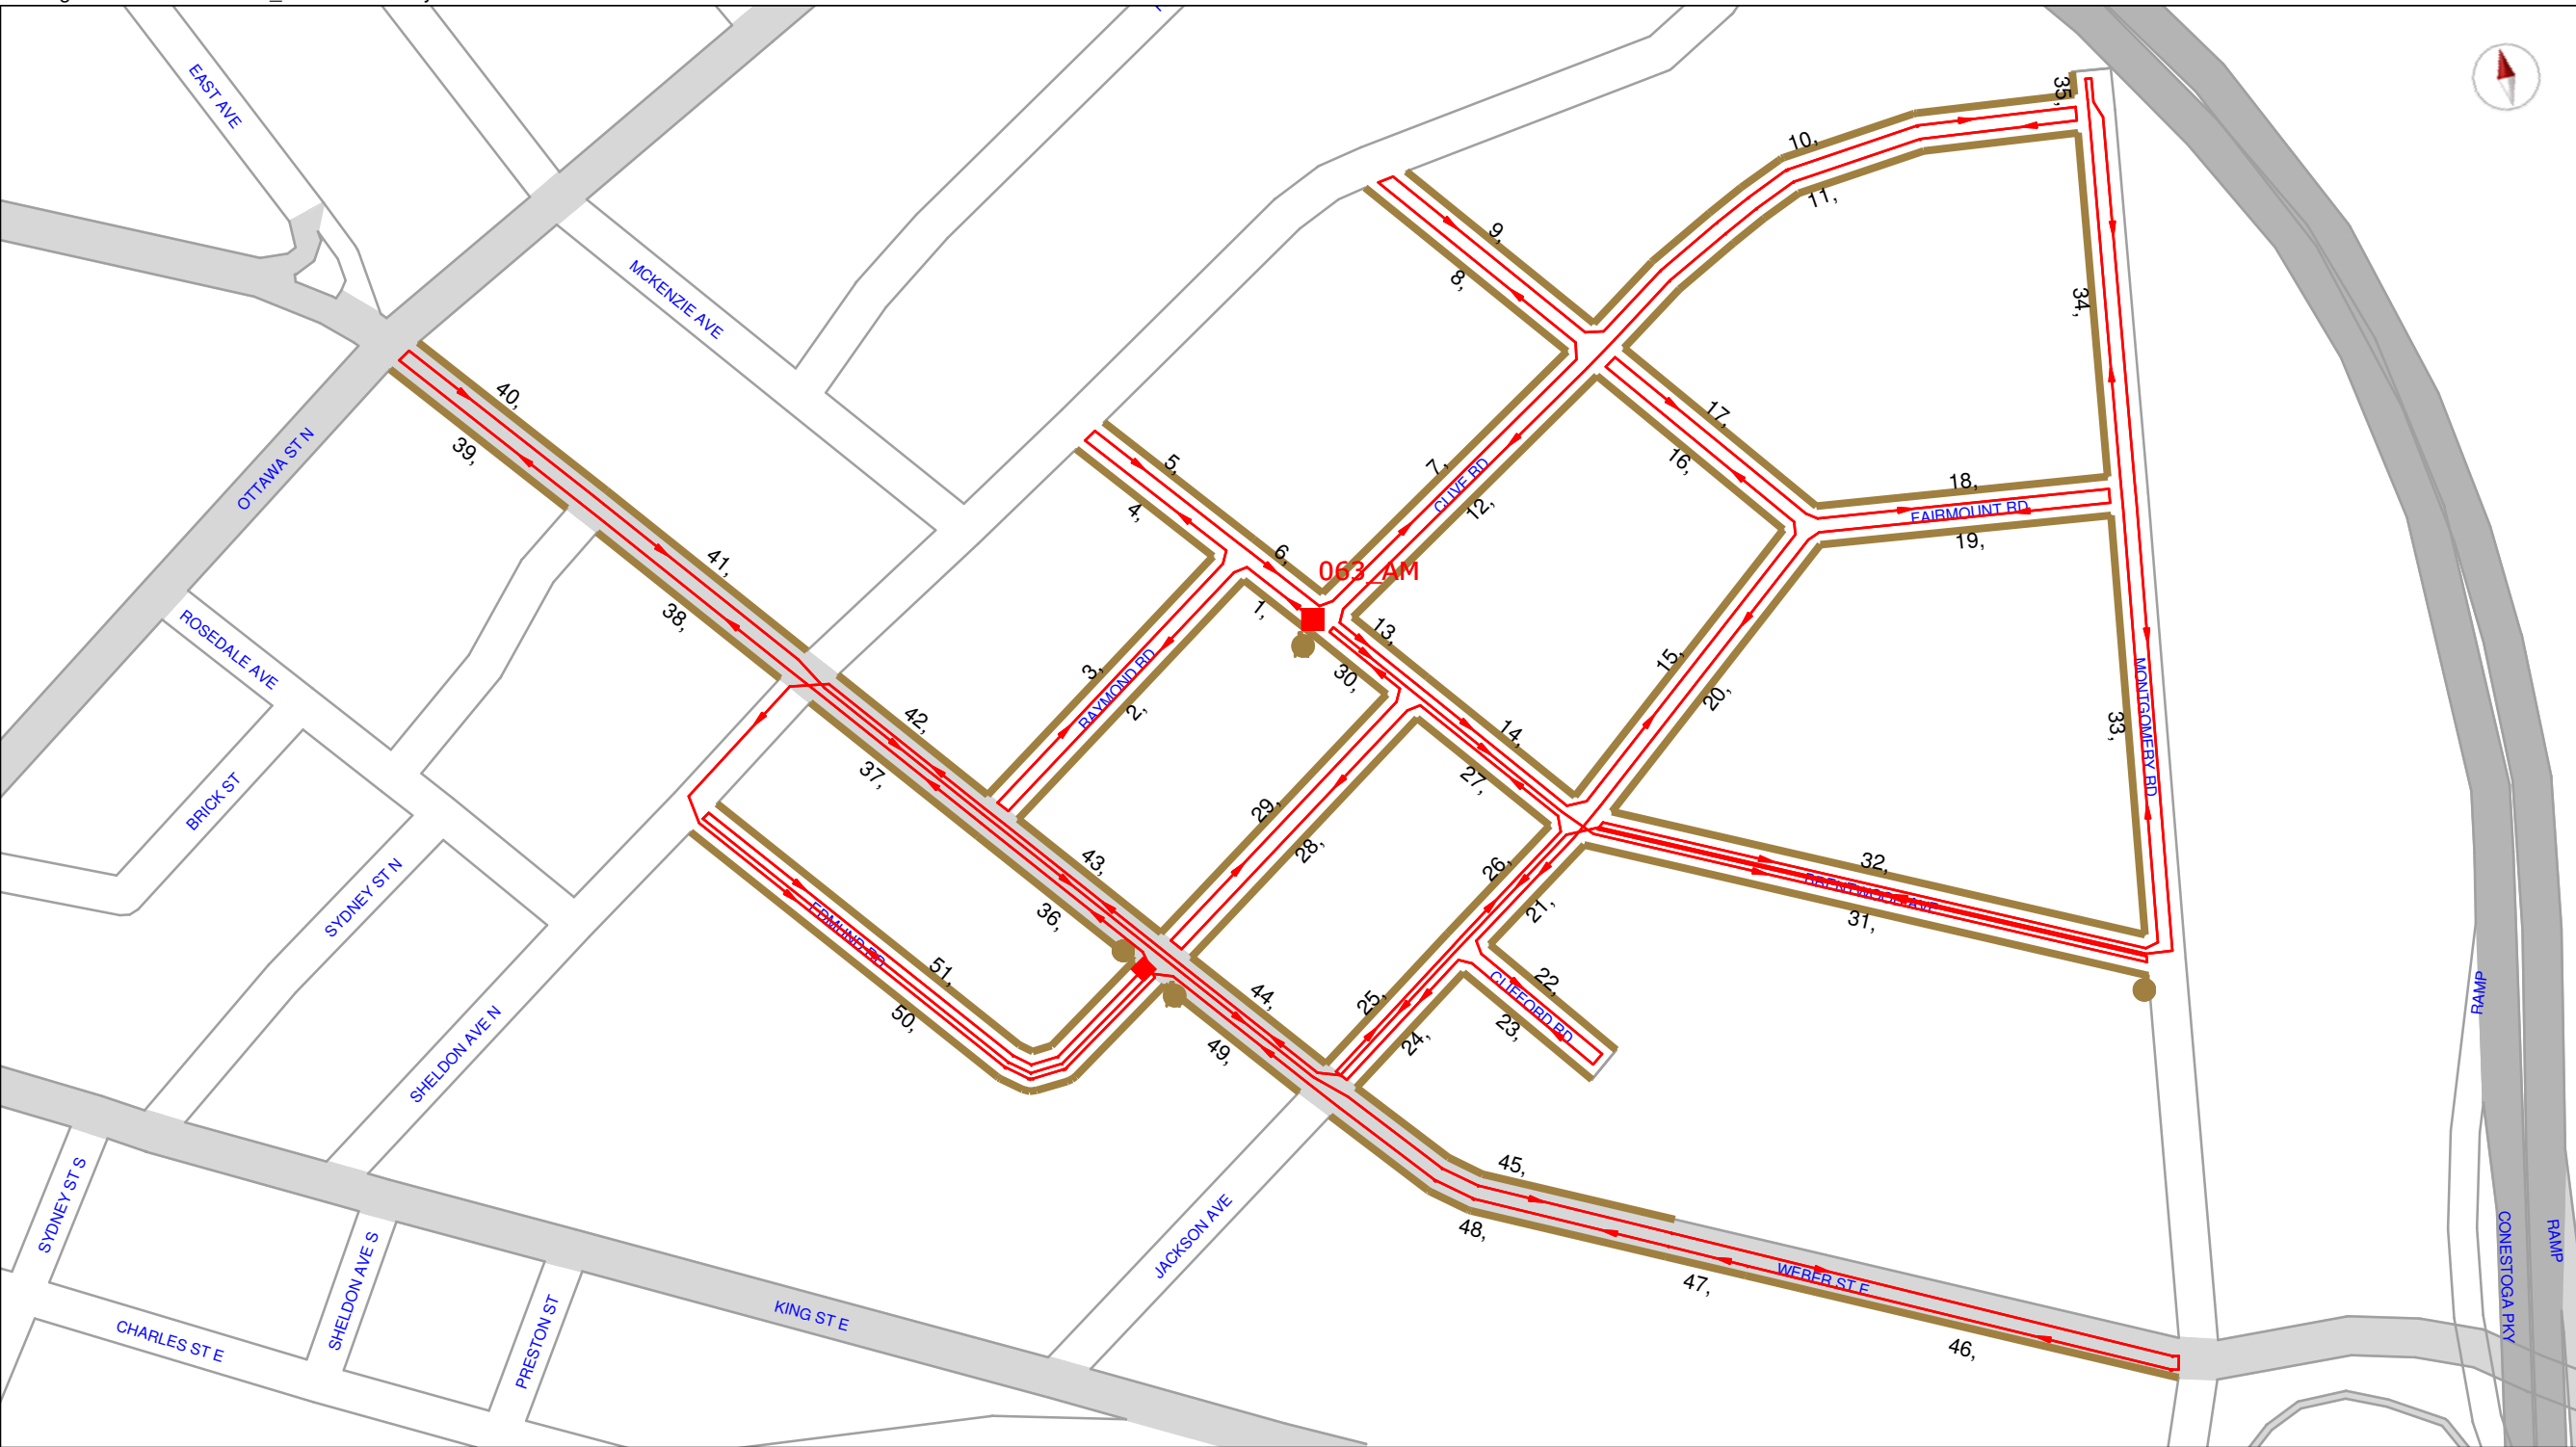 EAST AVE
MCKENZIE AVE
OTTAWA ST N
ROSEDALE AVE
BRICK ST
SYDNEY ST N
SHELDON AVE N
SYDNEY ST S
SHELDON AVE S
CHARLES ST E
PRESTON ST
KING ST E
JACKSON AVE
EDMUND RD
RAYMOND RD
CLIVE RD
063_AM
FAIRMOUNT RD
MONTGOMERY RD
BRENTWOOD AVE
CLIFFORD RD
WEBER ST E
RAMP
CONESTOGA PKY
RAMP
1,
2,
3,
4,
5,
6,
7,
8,
9,
10,
11,
12,
13,
14,
15,
16,
17,
18,
19,
20,
21,
22,
23,
24,
25,
26,
27,
28,
29,
30,
31,
32,
33,
34,
35,
36,
37,
38,
39,
40,
41,
42,
43,
44,
45,
46,
47,
48,
49,
50,
51,